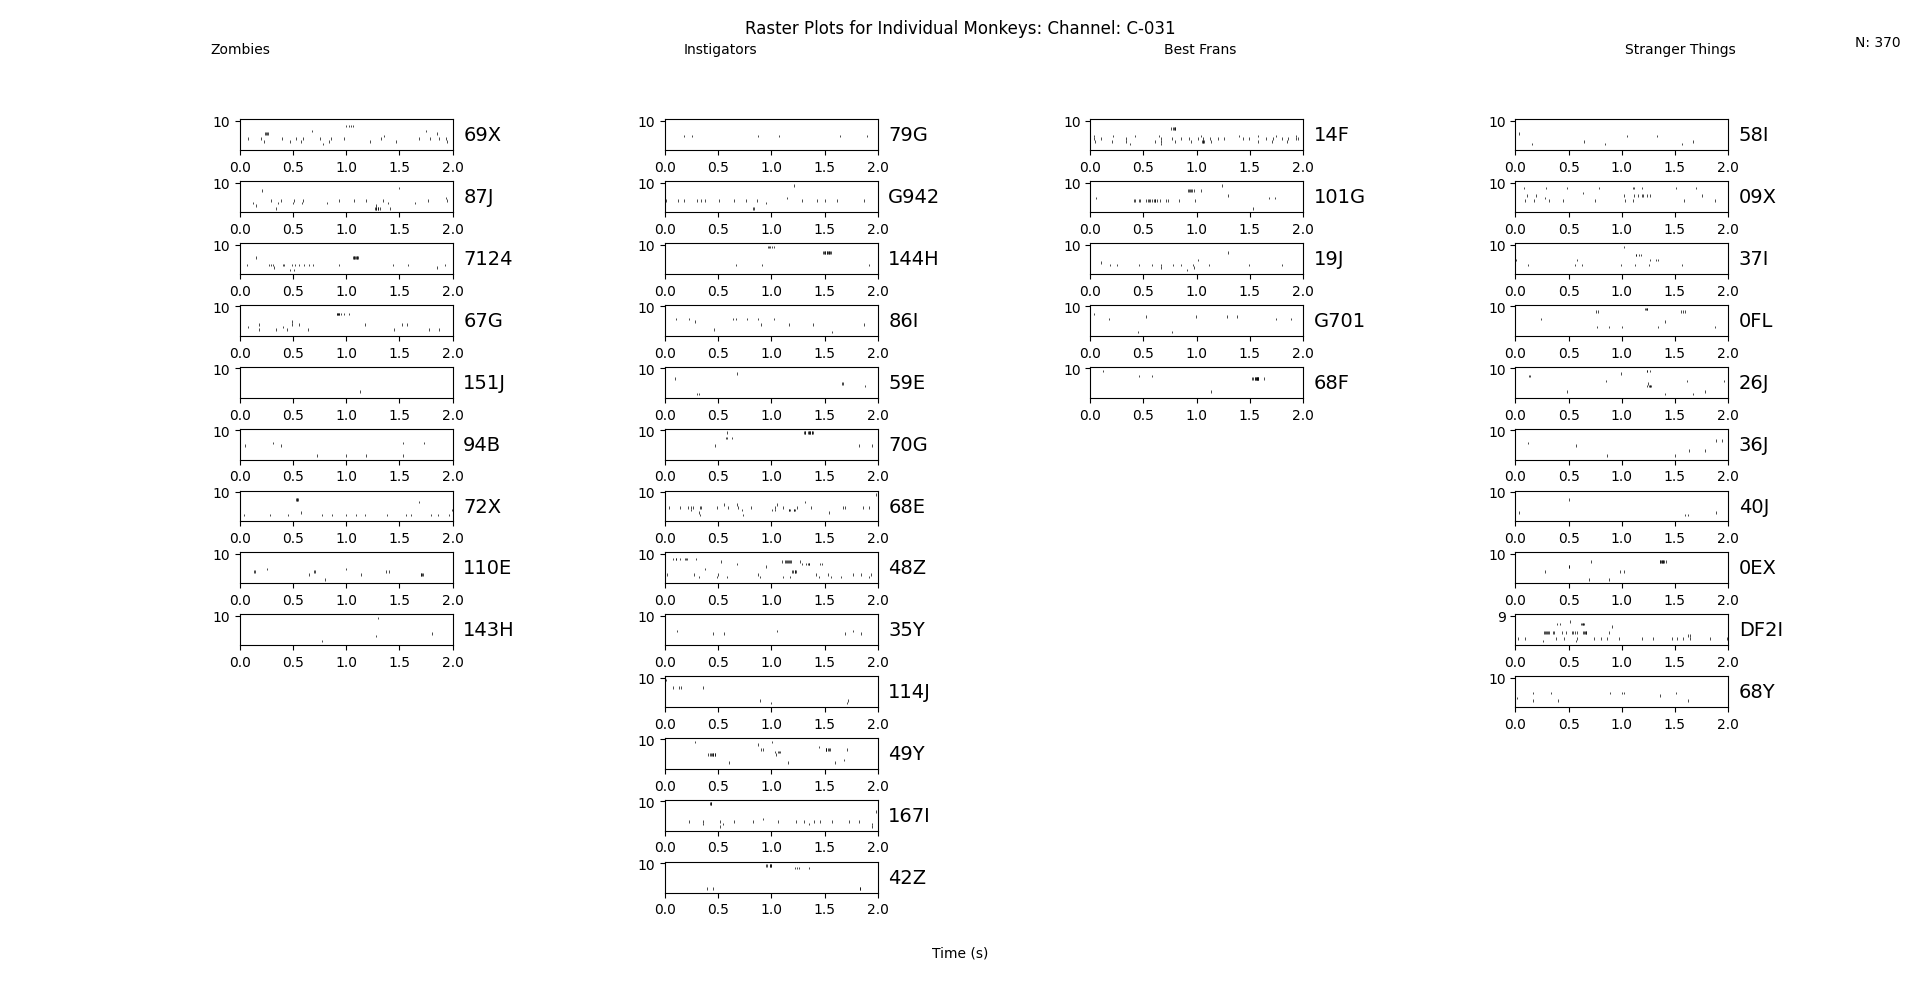 Raster Plots for Individual Monkeys: Channel: C-031
Zombies Instigators Best Frans Stranger Things N: 370
10 69X 10 79G 10 14F 10 58I
0.0 0.5 1.0 1.5 2.0 0.0 0.5 1.0 1.5 2.0 0.0 0.5 1.0 1.5 2.0 0.0 0.5 1.0 1.5 2.0
10 87J 10 G942 10 101G 10 09X
0.0 0.5 1.0 1.5 2.0 0.0 0.5 1.0 1.5 2.0 0.0 0.5 1.0 1.5 2.0 0.0 0.5 1.0 1.5 2.0
10 7124 10 144H 10 19J 10 37I
0.0 0.5 1.0 1.5 2.0 0.0 0.5 1.0 1.5 2.0 0.0 0.5 1.0 1.5 2.0 0.0 0.5 1.0 1.5 2.0
10 67G 10 86I 10 G701 10 0FL
0.0 0.5 1.0 1.5 2.0 0.0 0.5 1.0 1.5 2.0 0.0 0.5 1.0 1.5 2.0 0.0 0.5 1.0 1.5 2.0
10 151J 10 59E 10 68F 10 26J
0.0 0.5 1.0 1.5 2.0 0.0 0.5 1.0 1.5 2.0 0.0 0.5 1.0 1.5 2.0 0.0 0.5 1.0 1.5 2.0
10 94B 10 70G 10 36J
0.0 0.5 1.0 1.5 2.0 0.0 0.5 1.0 1.5 2.0 0.0 0.5 1.0 1.5 2.0
10 72X 10 68E 10 40J
0.0 0.5 1.0 1.5 2.0 0.0 0.5 1.0 1.5 2.0 0.0 0.5 1.0 1.5 2.0
10 110E 10 48Z 10 0EX
0.0 0.5 1.0 1.5 2.0 0.0 0.5 1.0 1.5 2.0 0.0 0.5 1.0 1.5 2.0
10 143H 10 35Y 9 DF2I
0.0 0.5 1.0 1.5 2.0 0.0 0.5 1.0 1.5 2.0 0.0 0.5 1.0 1.5 2.0
10 114J 10 68Y
0.0 0.5 1.0 1.5 2.0 0.0 0.5 1.0 1.5 2.0
10 49Y
0.0 0.5 1.0 1.5 2.0
10 167I
0.0 0.5 1.0 1.5 2.0
10 42Z
0.0 0.5 1.0 1.5 2.0
Time (s)